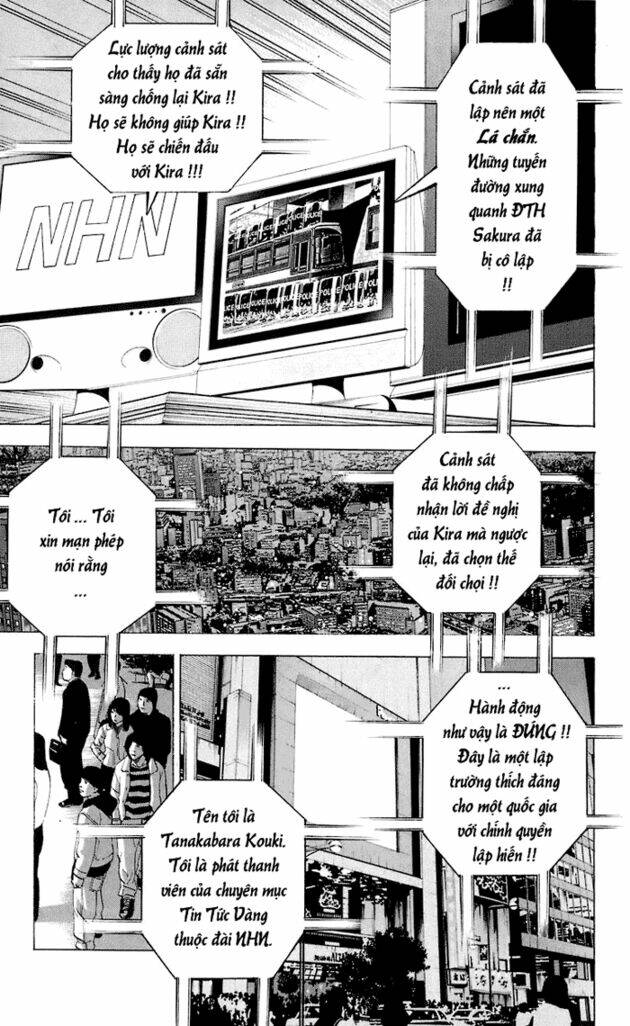 Cảnh sát đã
lập nên một
Lá chắn.
Những tuyến
đường xung
quanh ĐTH
Sakura đã
bị cô lập
!!
Lực lượng cảnh sát
cho thấy họ đã sẵn
sàng chống lại Kira !!
Họ sẽ không giúp Kira !!
Họ sẽ chiến đấu
với Kira !!!
NHN
POLICE
POLICE
POLICE
Cảnh sát
đã không chấp
nhận lời đề nghị
của Kira mà ngược
lại, đã chọn thế
đối chọi !!
Tôi ... Tôi
xin mạn phép
nói rằng
...
...
Hành động
như vậy là ĐÚNG !!
Đây là một lập
trường thích đáng
cho một quốc gia
với chính quyền
lập hiến !!
Tên tôi là
Tanakabara Kouki.
Tôi là phát thanh
viên của chuyên mục
Tin Tức Vàng
thuộc đài NHN.